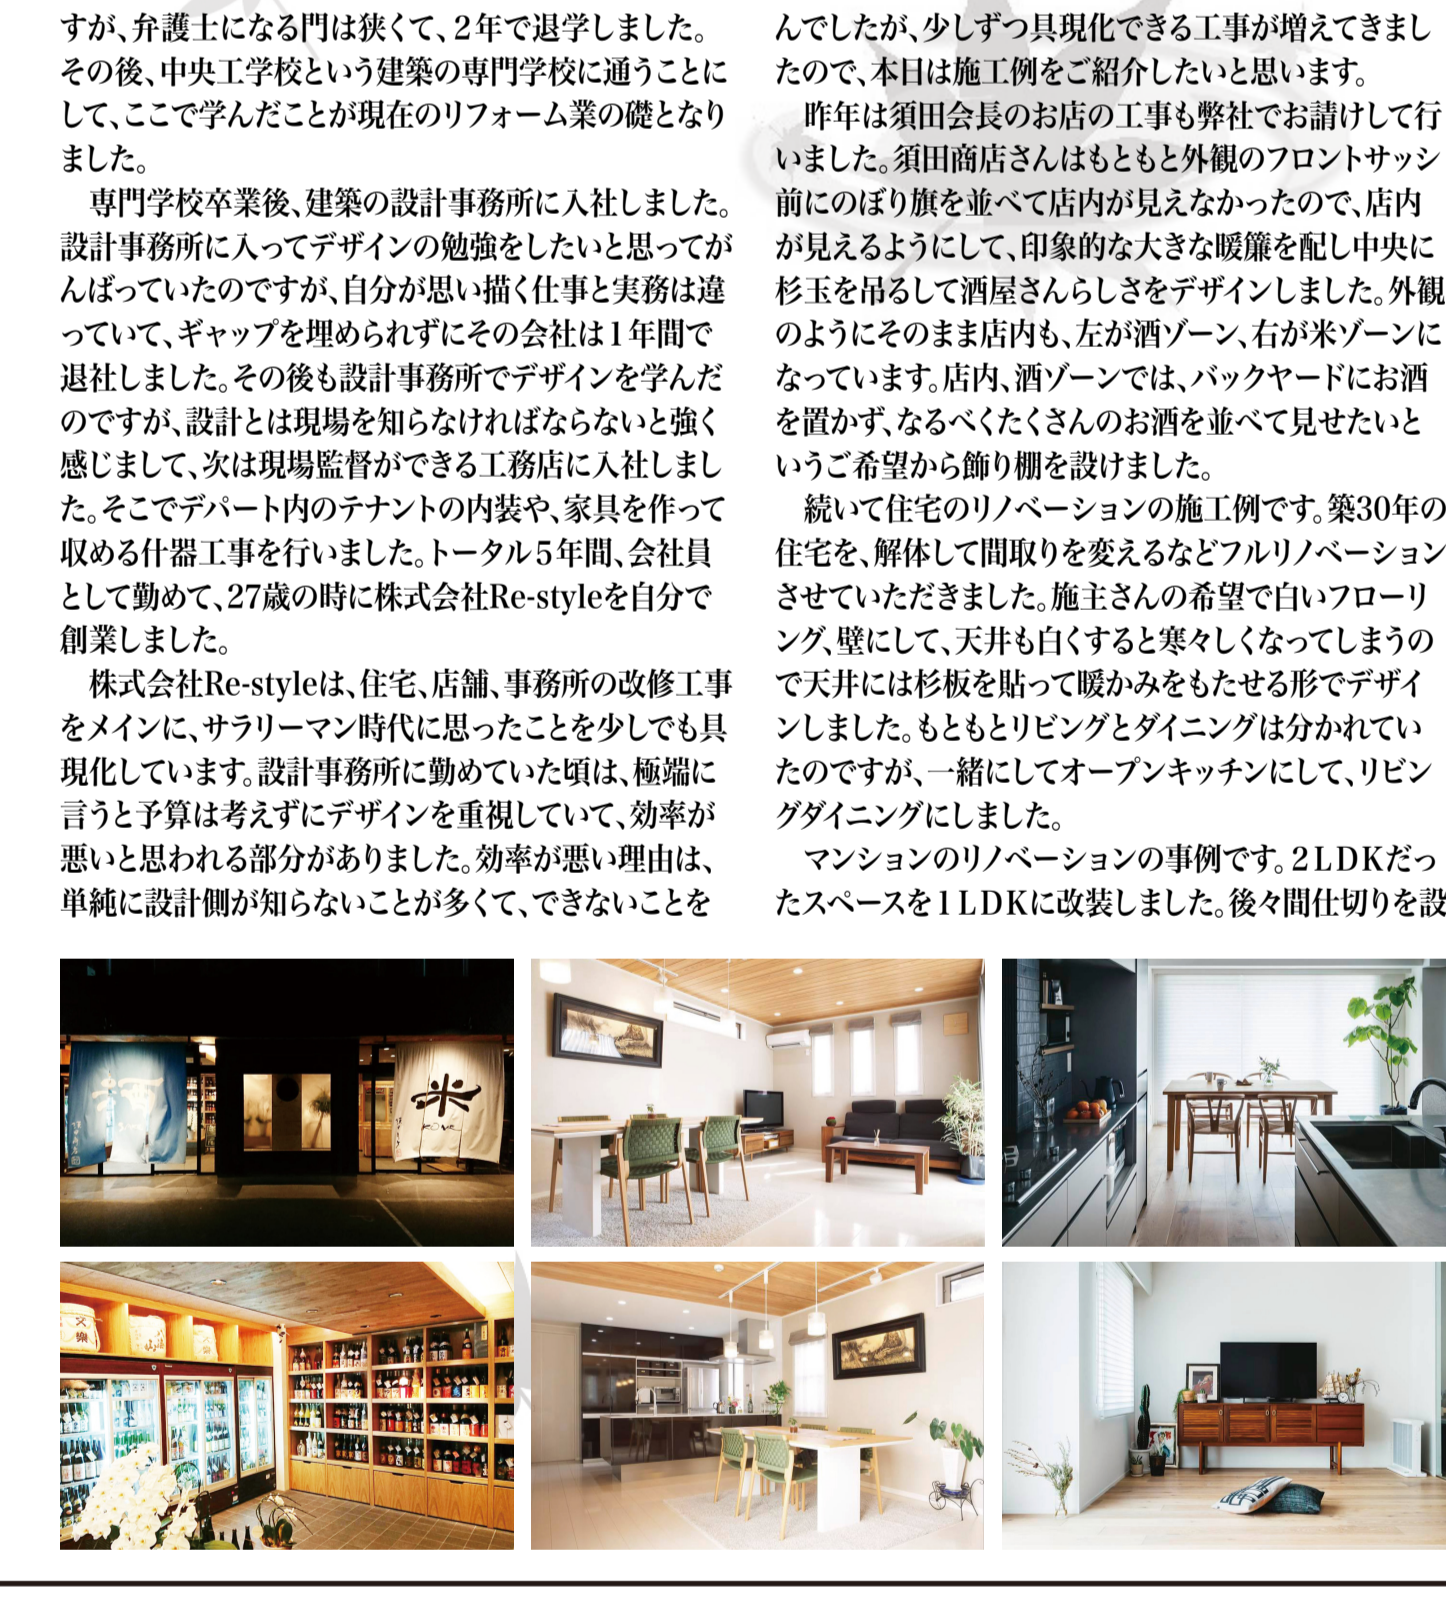 すが、弁護士になる門は狭くて、２年で退学しました。
その後、中央工学校という建築の専門学校に通うことに
して、ここで学んだことが現在のリフォーム業の礎となり
ました。
　専門学校卒業後、建築の設計事務所に入社しました。
設計事務所に入ってデザインの勉強をしたいと思ってが
んばっていたのですが、自分が思い描く仕事と実務は違
っていて、ギャップを埋められずにその会社は１年間で
退社しました。その後も設計事務所でデザインを学んだ
のですが、設計とは現場を知らなければならないと強く
感じまして、次は現場監督ができる工務店に入社しまし
た。そこでデパート内のテナントの内装や、家具を作って
収める什器工事を行いました。トータル５年間、会社員
として勤めて、27歳の時に株式会社Re-styleを自分で
創業しました。
　株式会社Re-styleは、住宅、店舗、事務所の改修工事
をメインに、サラリーマン時代に思ったことを少しでも具
現化しています。設計事務所に勤めていた頃は、極端に
言うと予算は考えずにデザインを重視していて、効率が
悪いと思われる部分がありました。効率が悪い理由は、
単純に設計側が知らないことが多くて、できないことを
んでしたが、少しずつ具現化できる工事が増えてきまし
たので、本日は施工例をご紹介したいと思います。
　昨年は須田会長のお店の工事も弊社でお請けして行
いました。須田商店さんはもともと外観のフロントサッシ
前にのぼり旗を並べて店内が見えなかったので、店内
が見えるようにして、印象的な大きな暖簾を配し中央に
杉玉を吊るして酒屋さんらしさをデザインしました。外観
のようにそのまま店内も、左が酒ゾーン、右が米ゾーンに
なっています。店内、酒ゾーンでは、バックヤードにお酒
を置かず、なるべくたくさんのお酒を並べて見せたいと
いうご希望から飾り棚を設けました。
　続いて住宅のリノベーションの施工例です。築30年の
住宅を、解体して間取りを変えるなどフルリノベーション
させていただきました。施主さんの希望で白いフローリ
ング、壁にして、天井も白くすると寒々しくなってしまうの
で天井には杉板を貼って暖かみをもたせる形でデザイ
ンしました。もともとリビングとダイニングは分かれてい
たのですが、一緒にしてオープンキッチンにして、リビン
グダイニングにしました。
　マンションのリノベーションの事例です。２ＬＤＫだっ
たスペースを１ＬＤＫに改装しました。後々間仕切りを設
米